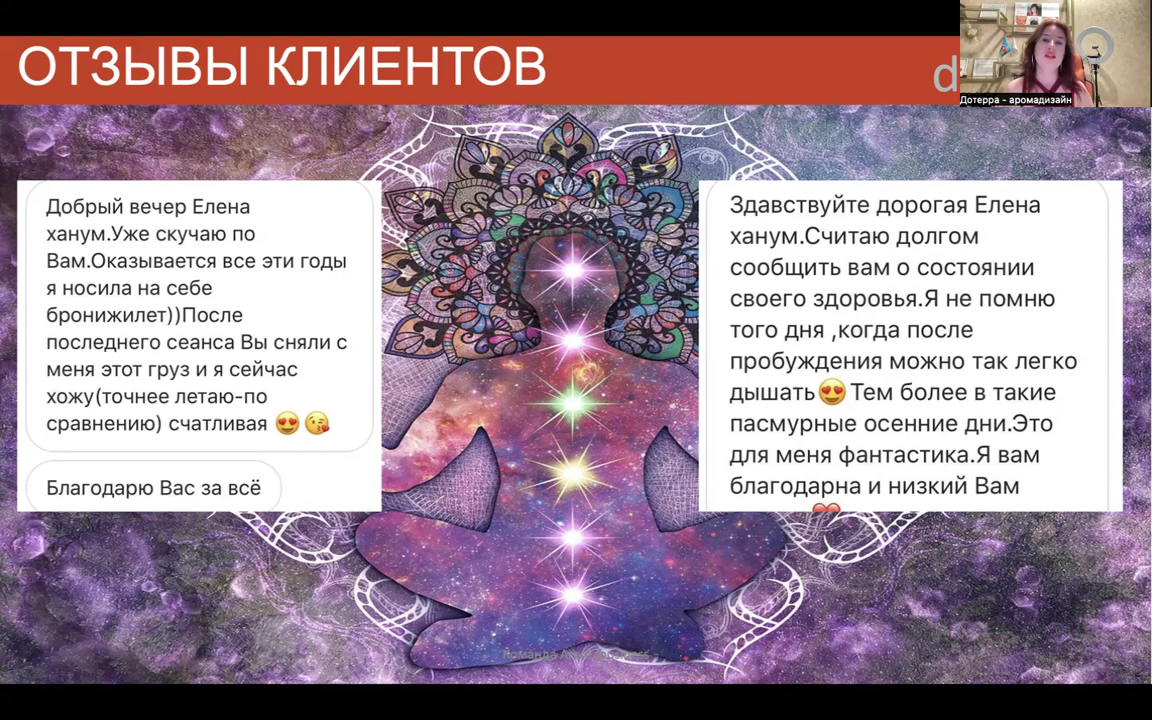 ОТЗЫВЫ КЛИЕНТОВ
d
Дотерра - аромадизайн
Добрый вечер Елена
ханум.Уже скучаю по
Вам.Оказывается все эти годы
я носила на себе
бронижилет))После
последнего сеанса Вы сняли с
меня этот груз и я сейчас
хожу(точнее летаю-по
сравнению) счатливая 😍😘
Благодарю Вас за всё
Здавствуйте дорогая Елена
ханум.Считаю долгом
сообщить вам о состоянии
своего здоровья.Я не помню
того дня ,когда после
пробуждения можно так легко
дышать😍Тем более в такие
пасмурные осенние дни.Это
для меня фантастика.Я вам
благодарна и низкий Вам
Команда